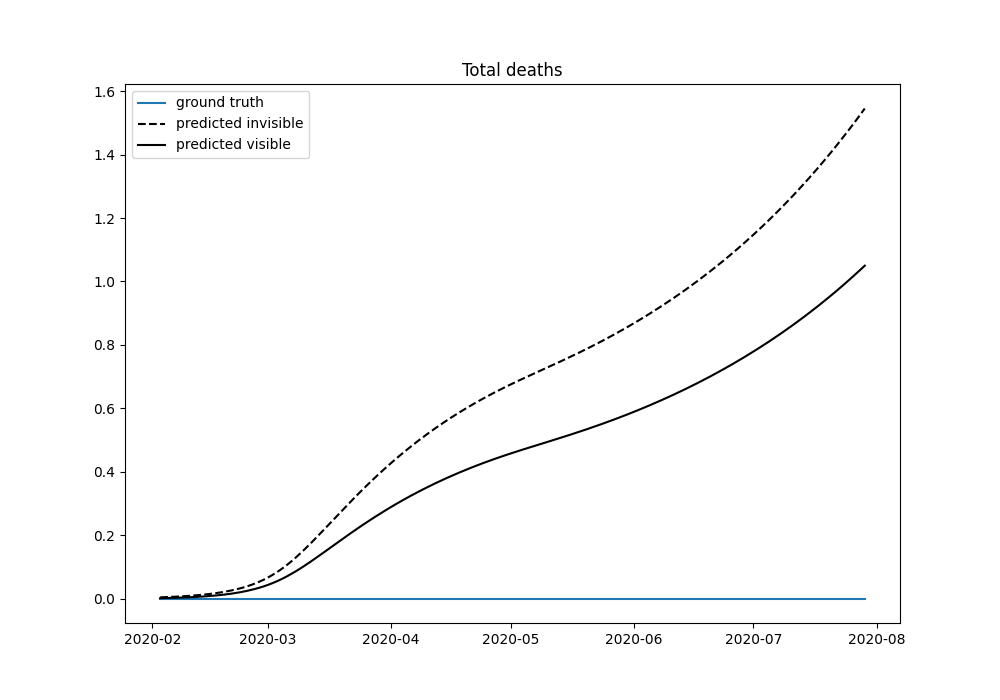 Total deaths
ground truth
predicted invisible
predicted visible
1.6
1.4
1.2
1.0
0.8
0.6
0.4
0.2
0.0
2020-02 2020-03 2020-04 2020-05 2020-06 2020-07 2020-08